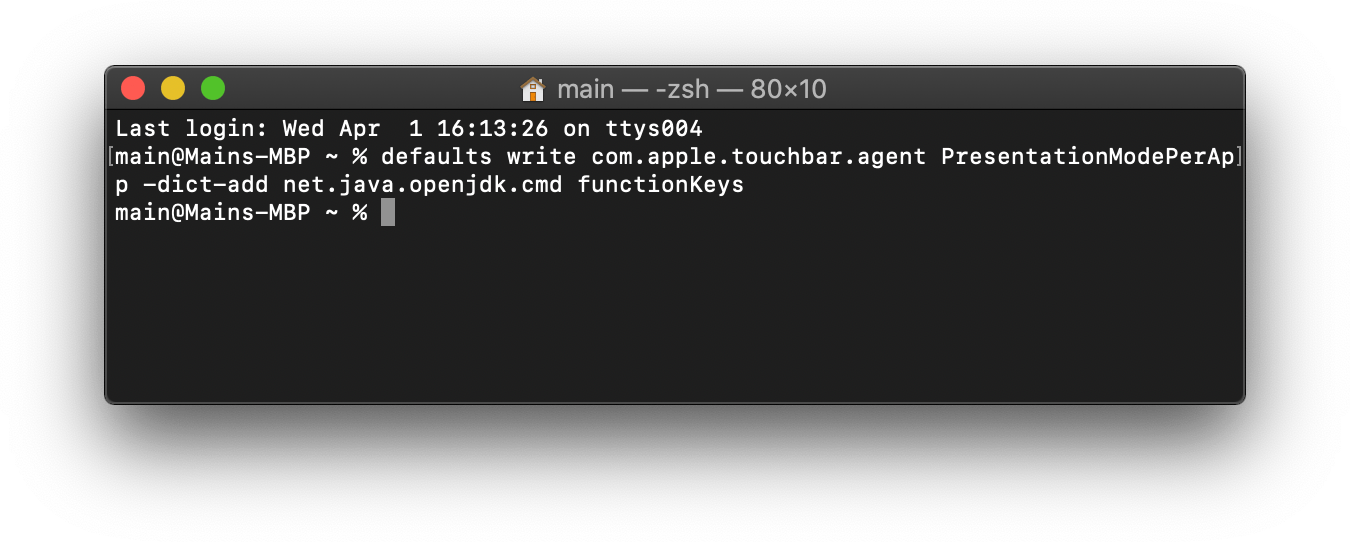 main — -zsh — 80×10
Last login: Wed Apr  1 16:13:26 on ttys004
[main@Mains-MBP ~ % defaults write com.apple.touchbar.agent PresentationModePerAp]
p -dict-add net.java.openjdk.cmd functionKeys
main@Mains-MBP ~ %